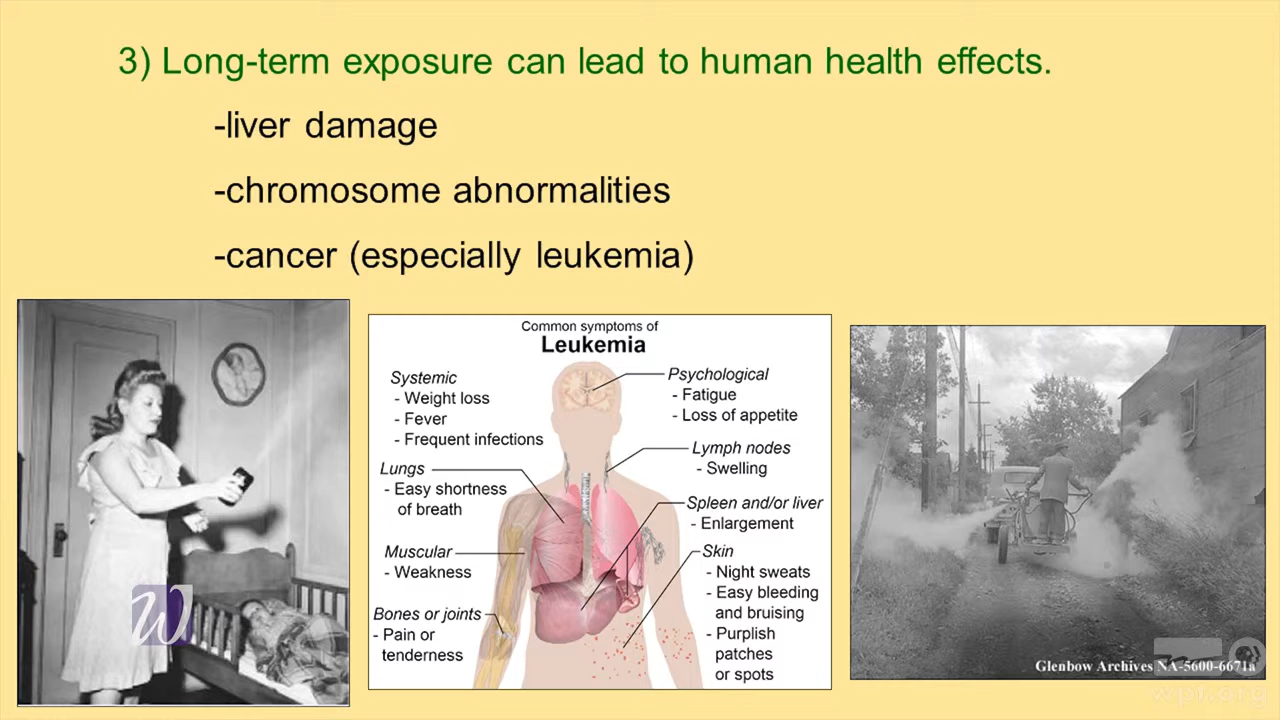 3) Long-term exposure can lead to human health effects.
-liver damage
-chromosome abnormalities
-cancer (especially leukemia)
Common symptoms of
Leukemia
Systemic
- Weight loss
- Fever
- Frequent infections
Lungs
- Easy shortness
of breath
Muscular
- Weakness
Bones or joints
- Pain or
tenderness
Psychological
- Fatigue
- Loss of appetite
Lymph nodes
- Swelling
Spleen and/or liver
- Enlargement
Skin
- Night sweats
- Easy bleeding
and bruising
- Purplish
patches
or spots
W
Glenbow Archives NA-5600-6671a
PBS
wpt.org